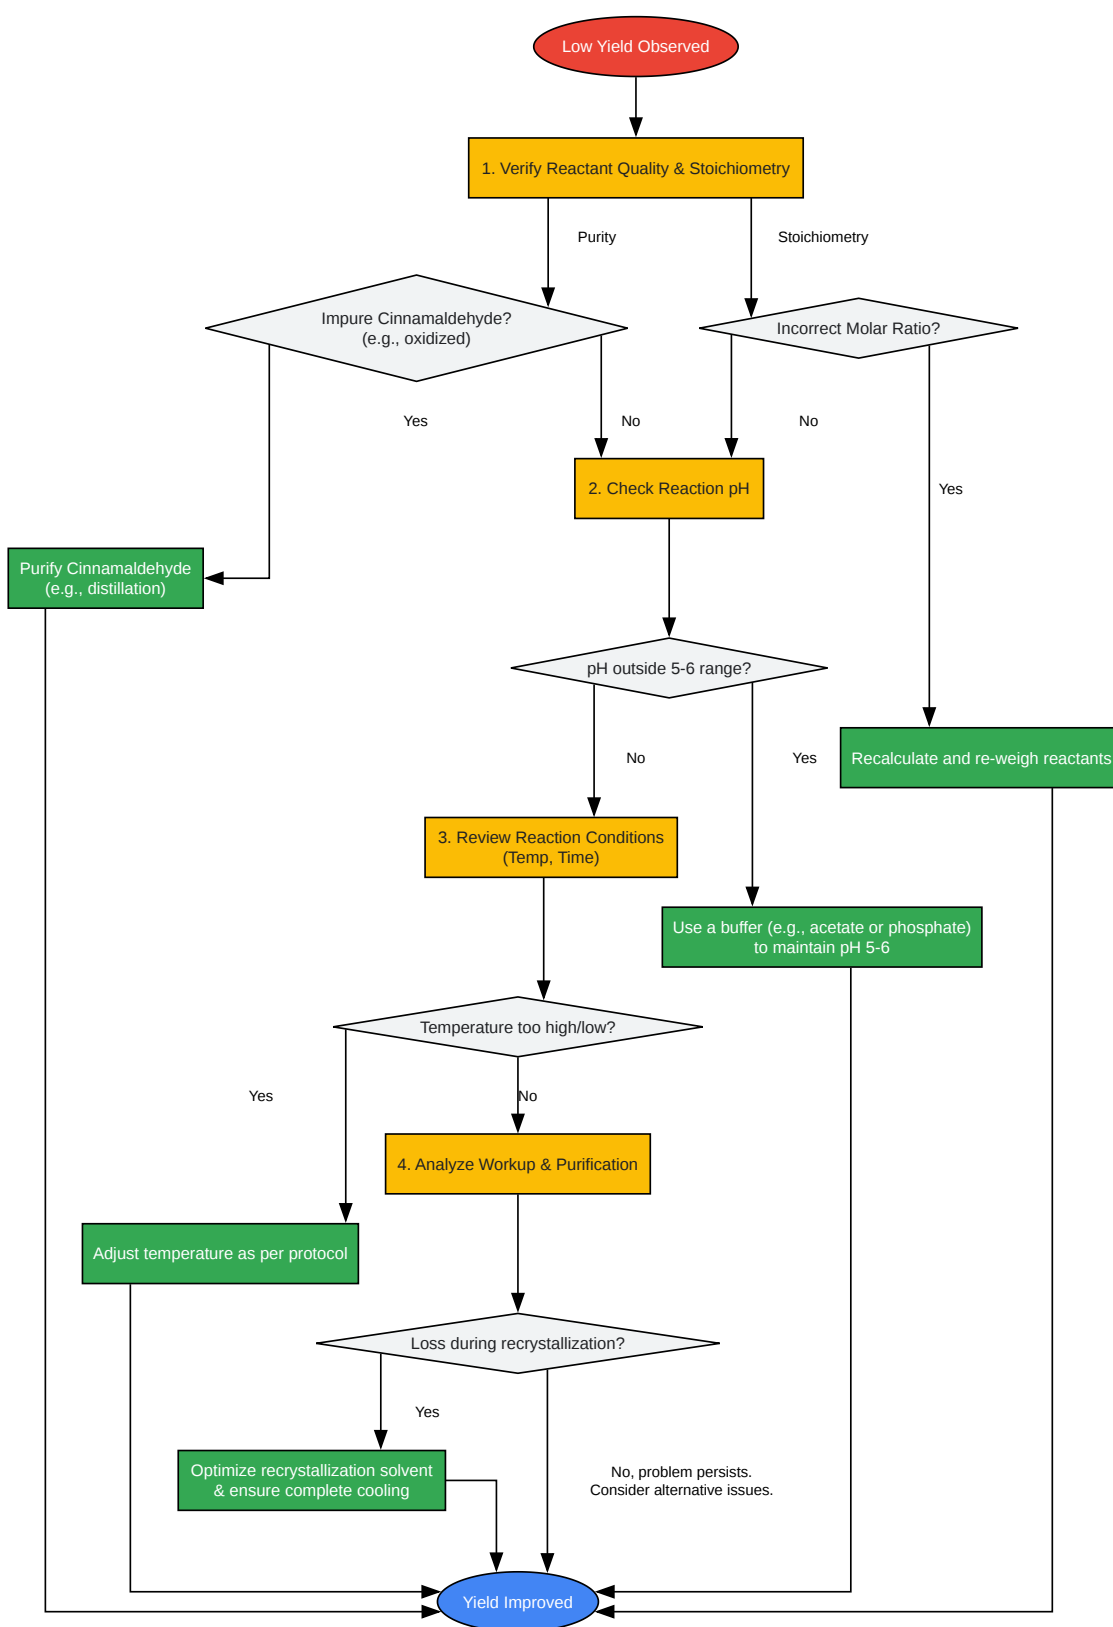 Low Yield Observed
1. Verify Reactant Quality & Stoichiometry
Purity
Stoichiometry
Impure Cinnamaldehyde?
(e.g., oxidized)
Incorrect Molar Ratio?
Yes
No
No
2. Check Reaction pH
Yes
Purify Cinnamaldehyde
(e.g., distillation)
pH outside 5-6 range?
No
Yes
Recalculate and re-weigh reactants
3. Review Reaction Conditions
(Temp, Time)
Use a buffer (e.g., acetate or phosphate)
to maintain pH 5-6
Temperature too high/low?
Yes
No
4. Analyze Workup & Purification
Adjust temperature as per protocol
Loss during recrystallization?
Yes
Optimize recrystallization solvent
& ensure complete cooling
No, problem persists.
Consider alternative issues.
Yield Improved